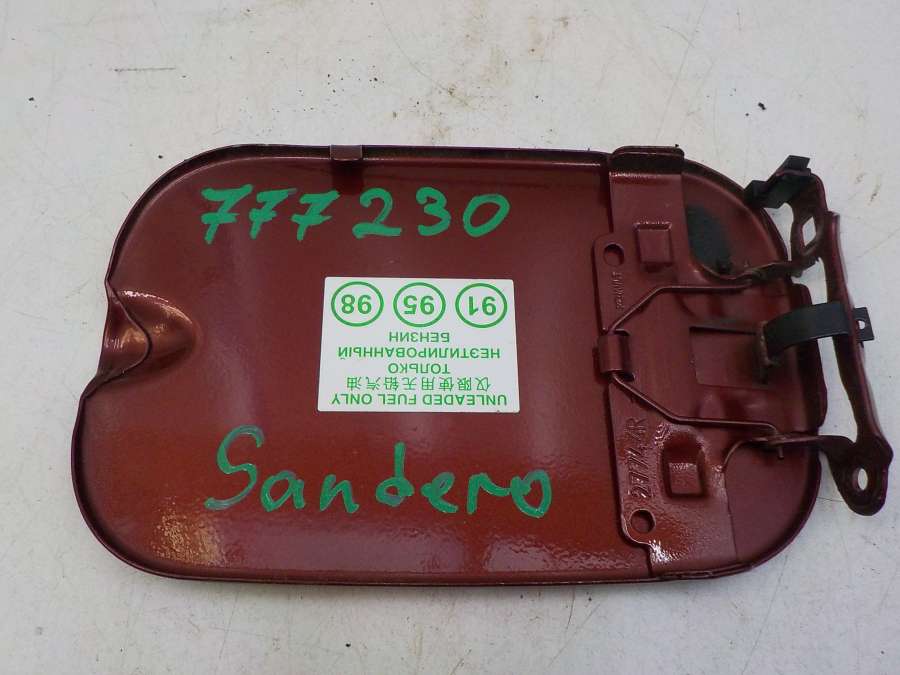 777230
UNLEADED FUEL ONLY
仅限使用无铅汽油
ТОЛЬКО
НЕЭТИЛИРОВАННЫЙ
БЕНЗИН
91 95 98
Sandero